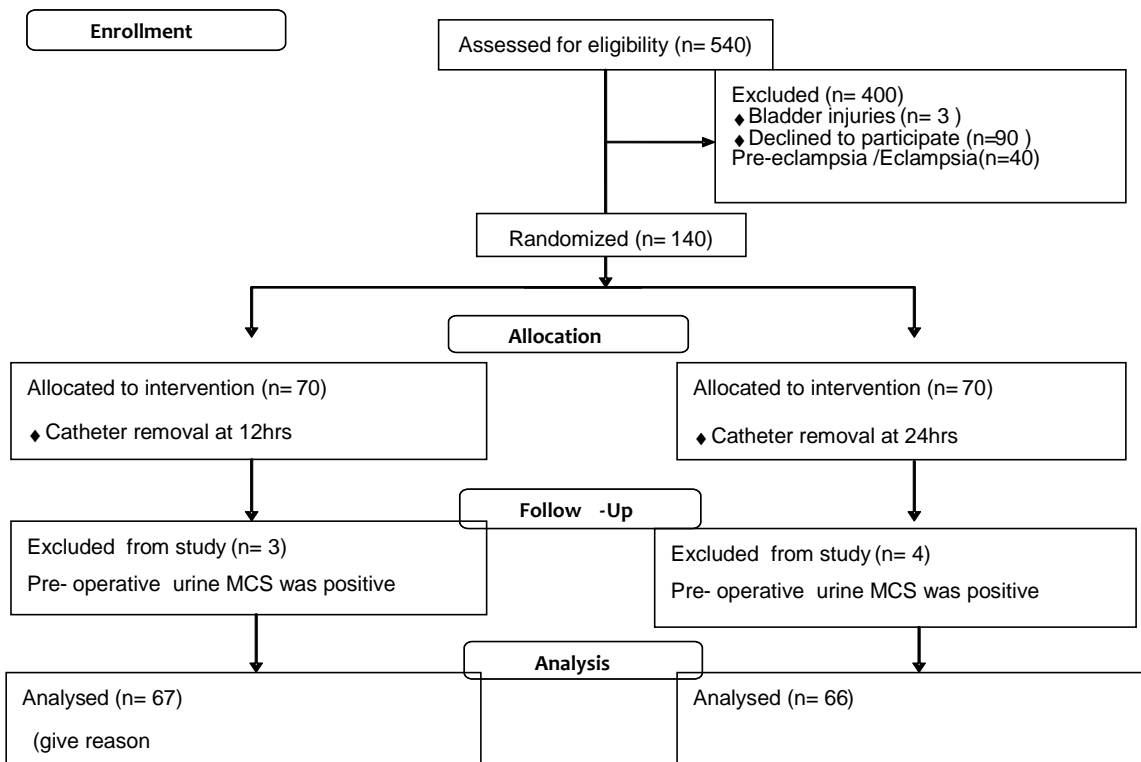 Enrollment
Assessed for eligibility (n= 540)
Excluded (n= 400)
♦ Bladder injuries (n= 3 )
♦ Declined to participate (n=90 )
Pre-eclampsia /Eclampsia(n=40)
Randomized (n= 140)
Allocation
Allocated to intervention (n= 70)
♦ Catheter removal at 12hrs
Allocated to intervention (n= 70)
♦ Catheter removal at 24hrs
Follow -Up
Excluded from study (n= 3)
Pre- operative urine MCS was positive
Excluded from study (n= 4)
Pre- operative urine MCS was positive
Analysis
Analysed (n= 67)
(give reason
Analysed (n= 66)